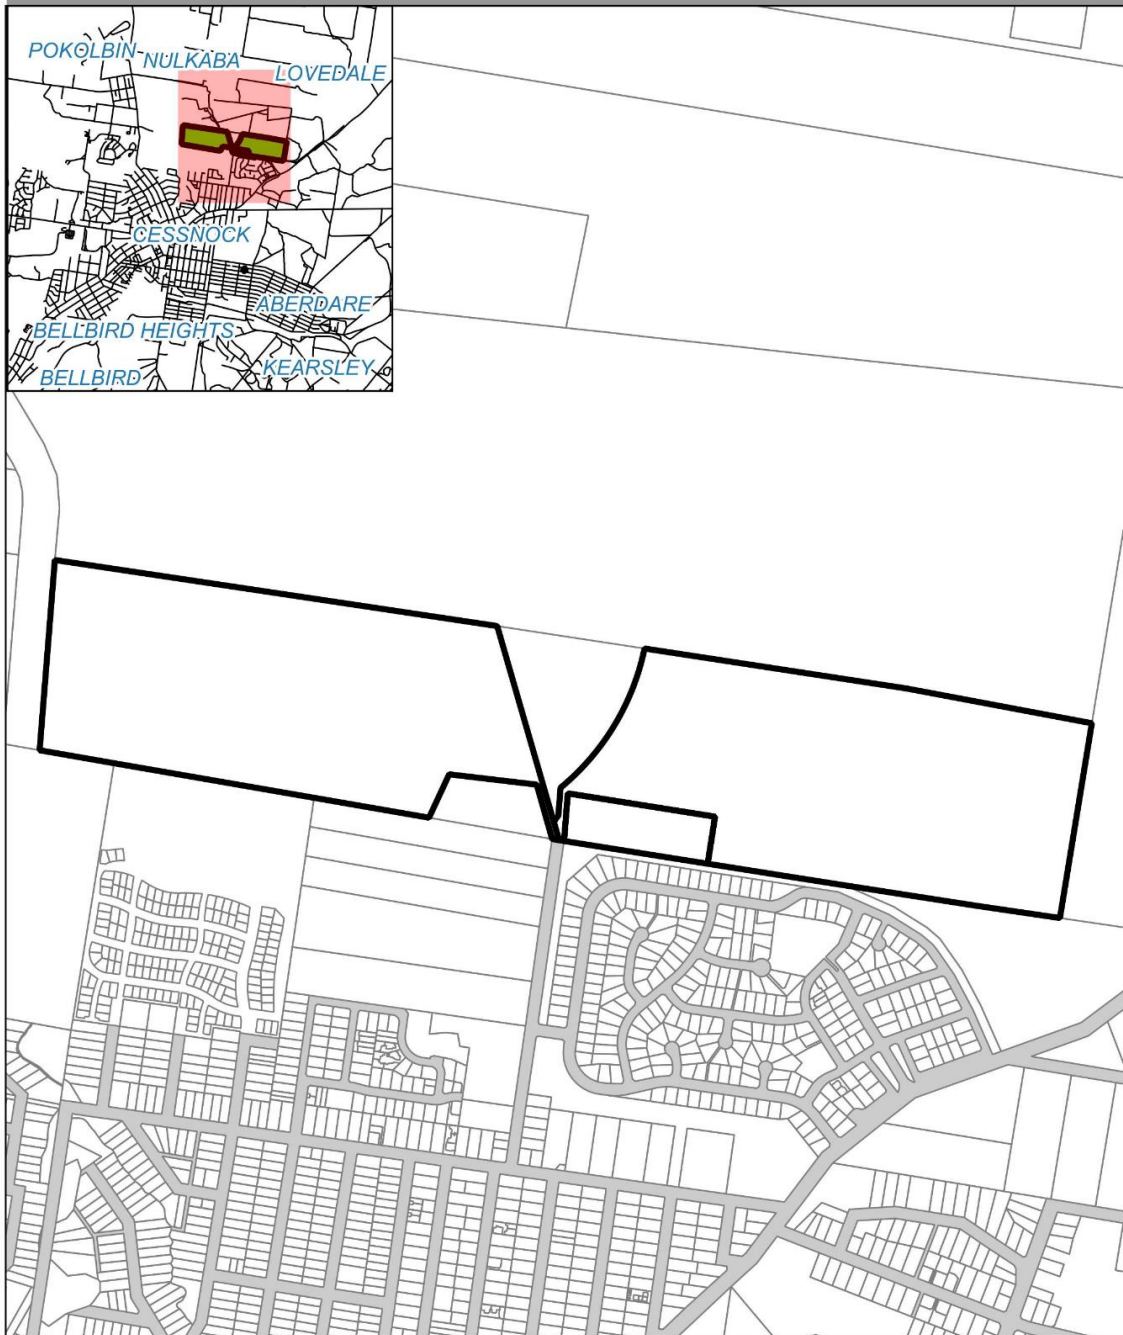 POKOLBIN
NULKABA
LOVEDALE
CESSNOCK
ABERDARE
BELLBIRD HEIGHTS
KEARSLEY
BELLBIRD